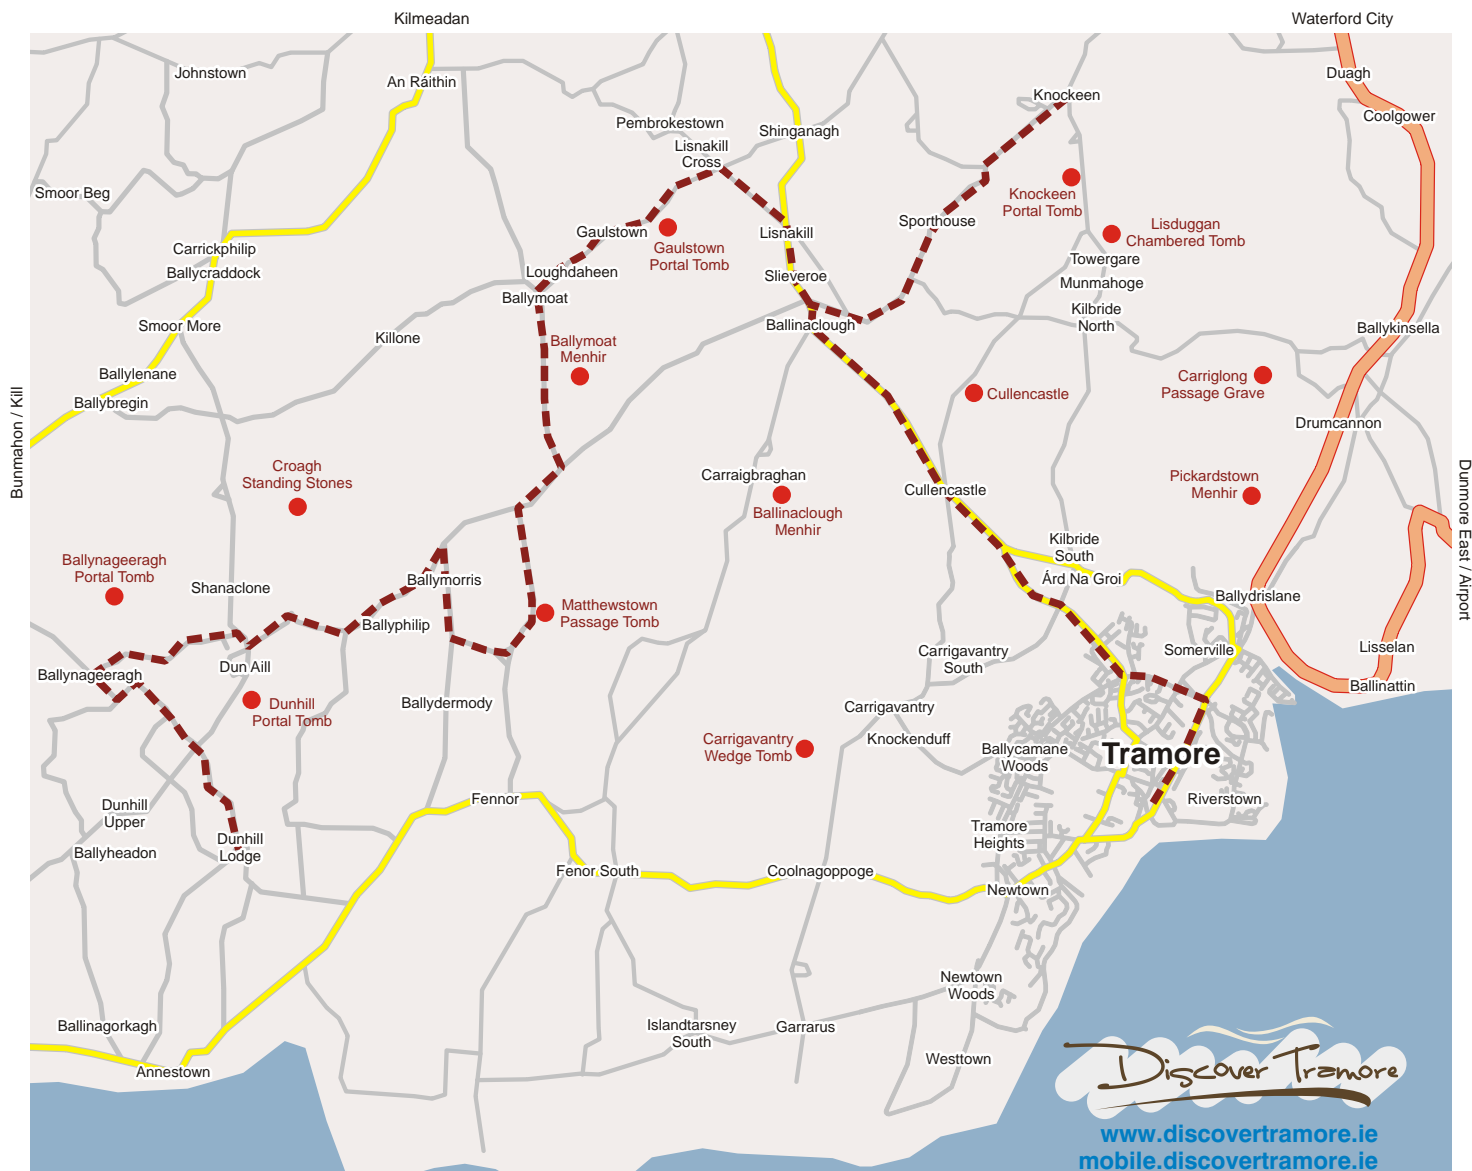 Kilmeadan
Waterford City
Johnstown
An Ráithin
Duagh
Knockeen
Coolgower
Pembrokestown
Shinganagh
Lisnakill
Cross
Smoor Beg
Knockeen
Portal Tomb
Sporthouse
Lisduggan
Chambered Tomb
Gaulstown
Lisnakill
Carrickphilip
Gaulstown
Portal Tomb
Towergare
Ballycraddock
Loughdaheen
Slieveroe
Munmahoge
Ballymoat
Kilbride
North
Smoor More
Ballinaclough
Ballykinsella
Killone
Ballymoat
Menhir
Ballylenane
Carriglong
Passage Grave
Cullencastle
Ballybregin
Drumcannon
Bunmahon / Kill
Croagh
Standing Stones
Carraigbraghan
Pickardstown
Menhir
Cullencastle
Ballinaclough
Menhir
Dunmore East / Airport
Kilbride
South
Ballynageeragh
Portal Tomb
Shanaclone
Ballymorris
Árd Na Groi
Ballydrislane
Matthewstown
Passage Tomb
Ballyphilip
Carrigavantry
South
Somerville
Lisselan
Ballynageeragh
Dun Aill
Ballinattin
Dunhill
Portal Tomb
Ballydermody
Carrigavantry
Knockenduff
Carrigavantry
Wedge Tomb
Ballycamane
Woods
Tramore
Fennor
Riverstown
Dunhill
Upper
Tramore
Heights
Ballyheadon
Dunhill
Lodge
Fenor South
Coolnagoppoge
Newtown
Newtown
Woods
Ballinagorkagh
Islandtarsney
South
Garrarus
Westtown
Annestown
Discover Tramore
www.discovertramore.ie
mobile.discovertramore.ie